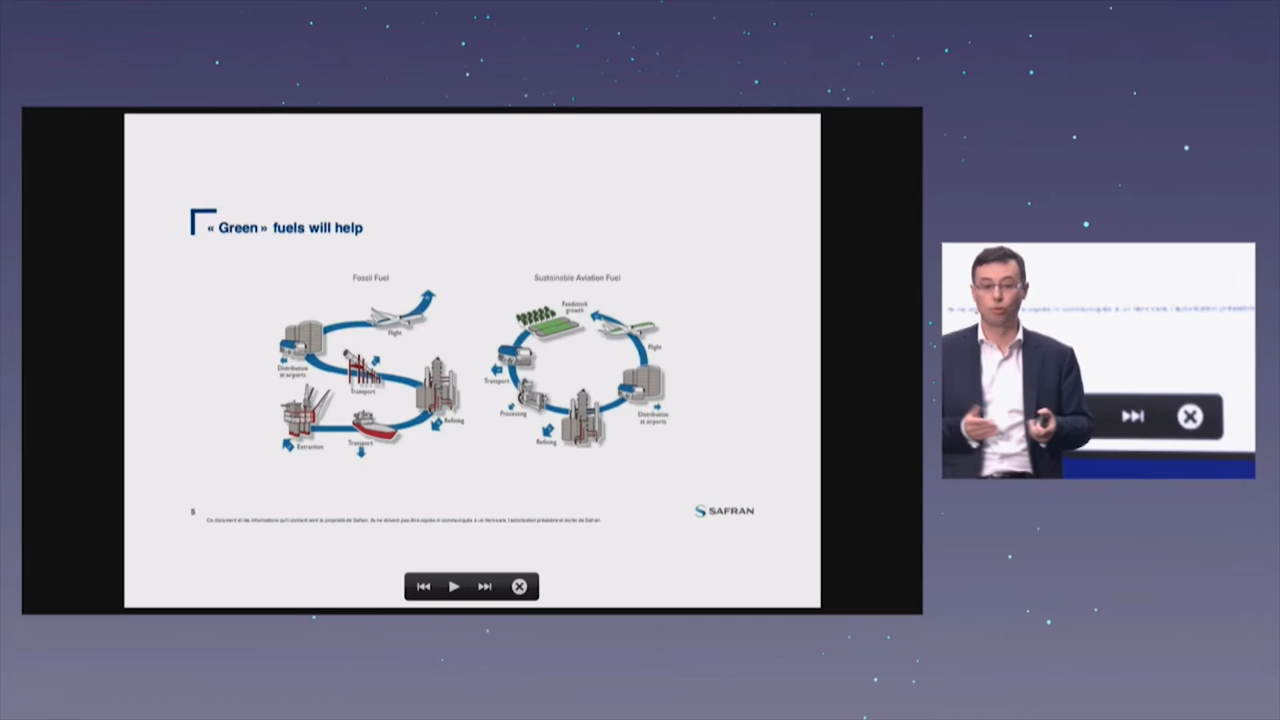 « Green » fuels will help
Fossil Fuel
Sustainable Aviation Fuel
Flight
Distribution
at airports
Transport
Refining
Extraction
Transport
Feedstock
growth
Flight
Transport
Processing
Refining
Distribution
at airports
5
Ce document et les informations qu'il contient sont la propriété de Safran. Ils ne doivent pas être copiés ni communiqués à un tiers sans l'autorisation préalable et écrite de Safran.
SAFRAN